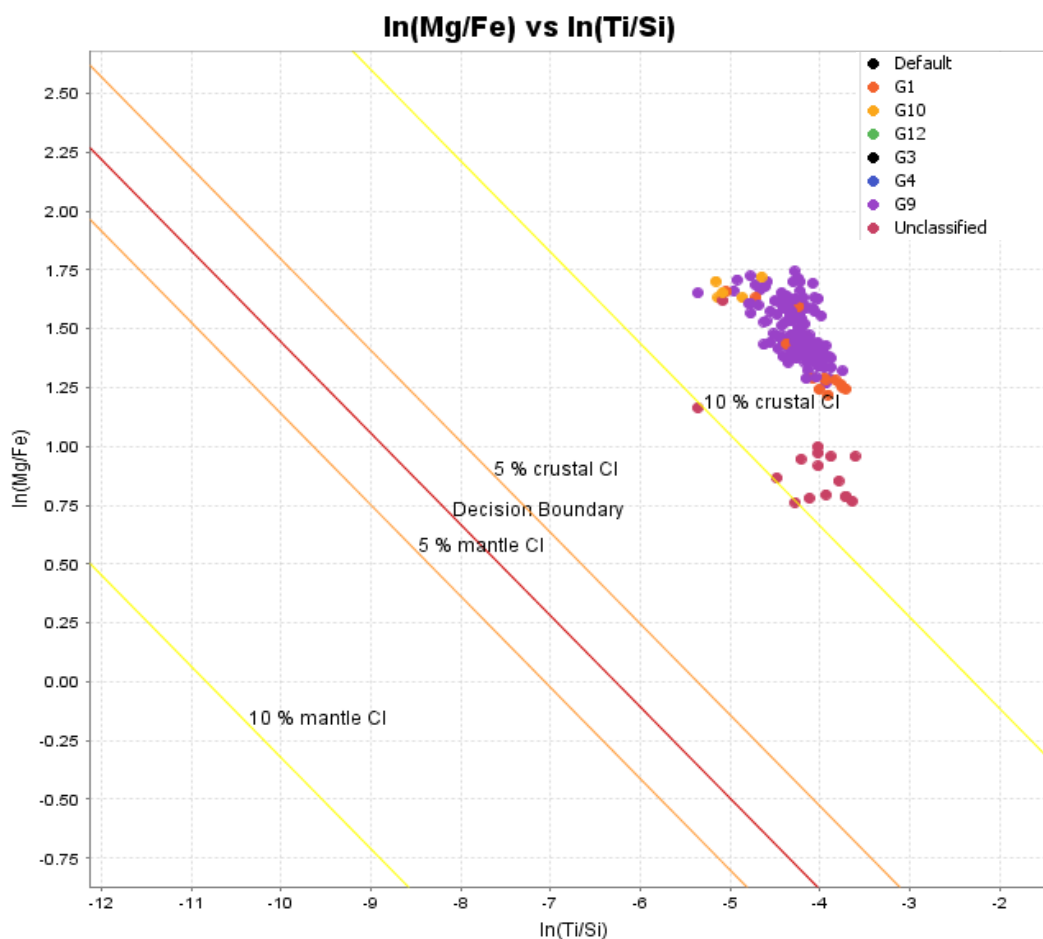 ln(Mg/Fe) vs ln(Ti/Si)
Default
G1
G10
G12
G3
G4
G9
Unclassified
2.50
2.25
2.00
1.75
1.50
1.25
1.00
0.75
0.50
0.25
0.00
-0.25
-0.50
-0.75
ln(Mg/Fe)
10 % crustal CI
5 % crustal CI
Decision Boundary
5 % mantle CI
10 % mantle CI
-12 -11 -10 -9 -8 -7 -6 -5 -4 -3 -2
ln(Ti/Si)